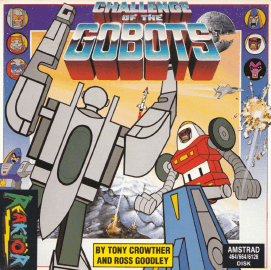 CHALLENGE
OF THE
GOBOTS
REAKTÖR
BY TONY CROWTHER
AND ROSS GOODLEY
AMSTRAD
464/664/6128
DISK